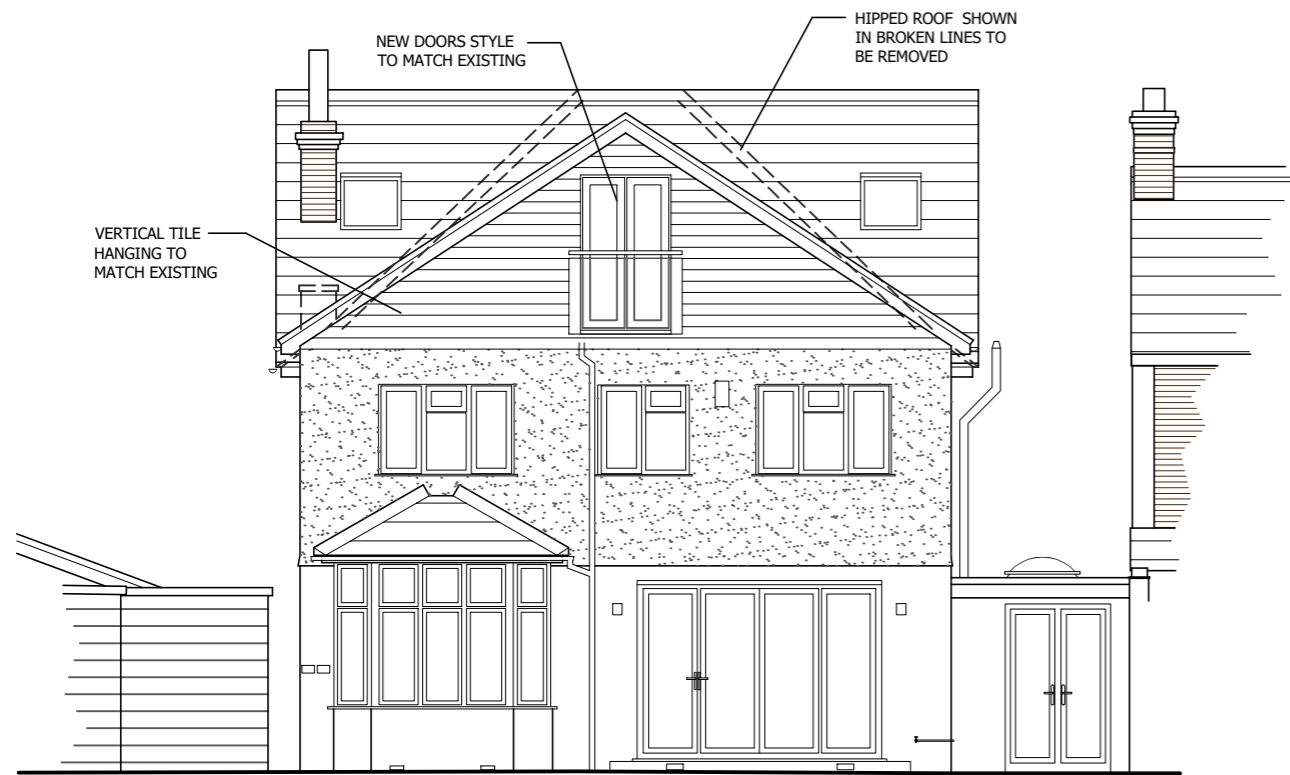 HIPPED ROOF SHOWN
IN BROKEN LINES TO
BE REMOVED
NEW DOORS STYLE
TO MATCH EXISTING
VERTICAL TILE
HANGING TO
MATCH EXISTING